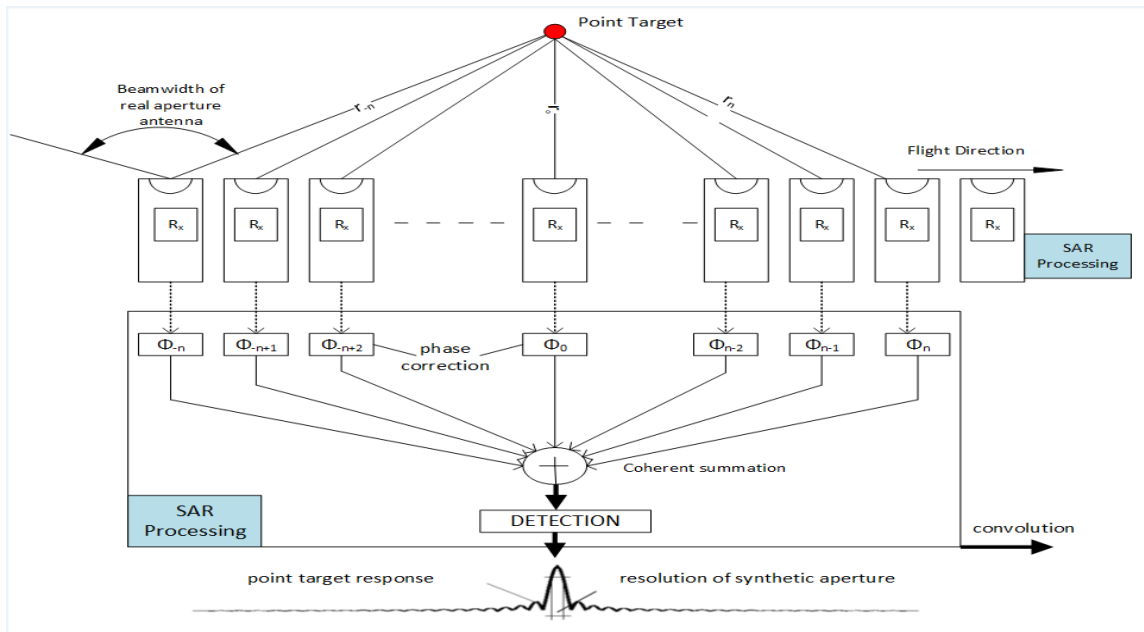 Point Target
Beamwidth of
real aperture
antenna
r-n
r₀
rn
Flight Direction
Rx
Rx
Rx
Rx
Rx
Rx
Rx
Rx
SAR
Processing
Φ-n
Φ-n+1
Φ-n+2
phase
correction
Φ0
Φn-2
Φn-1
Φn
Coherent summation
SAR
Processing
DETECTION
convolution
point target response
resolution of synthetic aperture